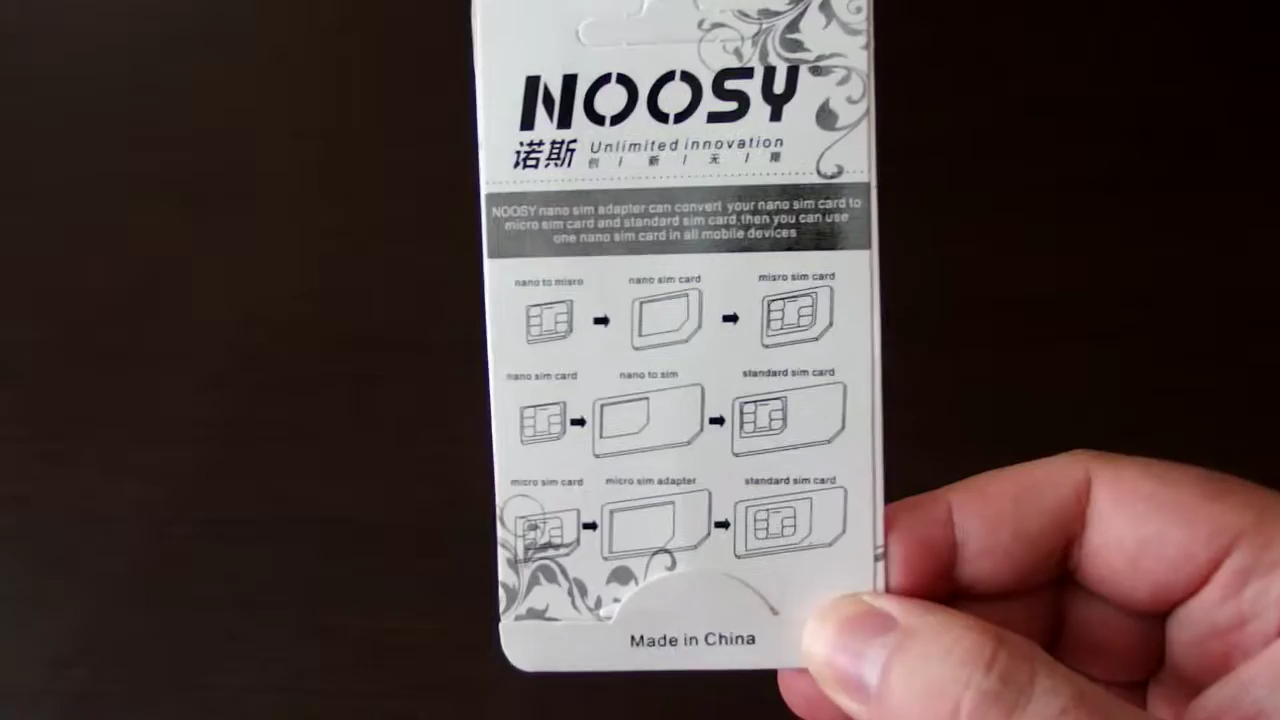 NOOSY
诺斯 Unlimited innovation
创 / 新 / 无 / 限
NOOSY nano sim adapter can convert your nano sim card to
micro sim card and standard sim card,then you can use
one nano sim card in all mobile devices
nano to misro nano sim card misro sim card
nano sim card nano to sim standard sim card
micro sim card micro sim adapter standard sim card
Made in China